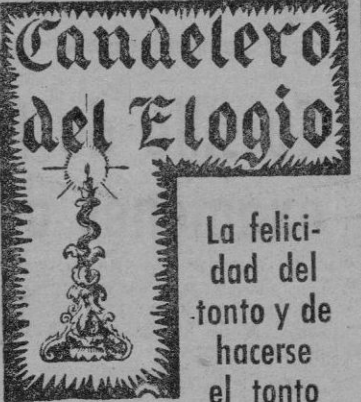 Candelero
del Elogio
La felici-
dad del
tonto y de
hacerse
el tonto